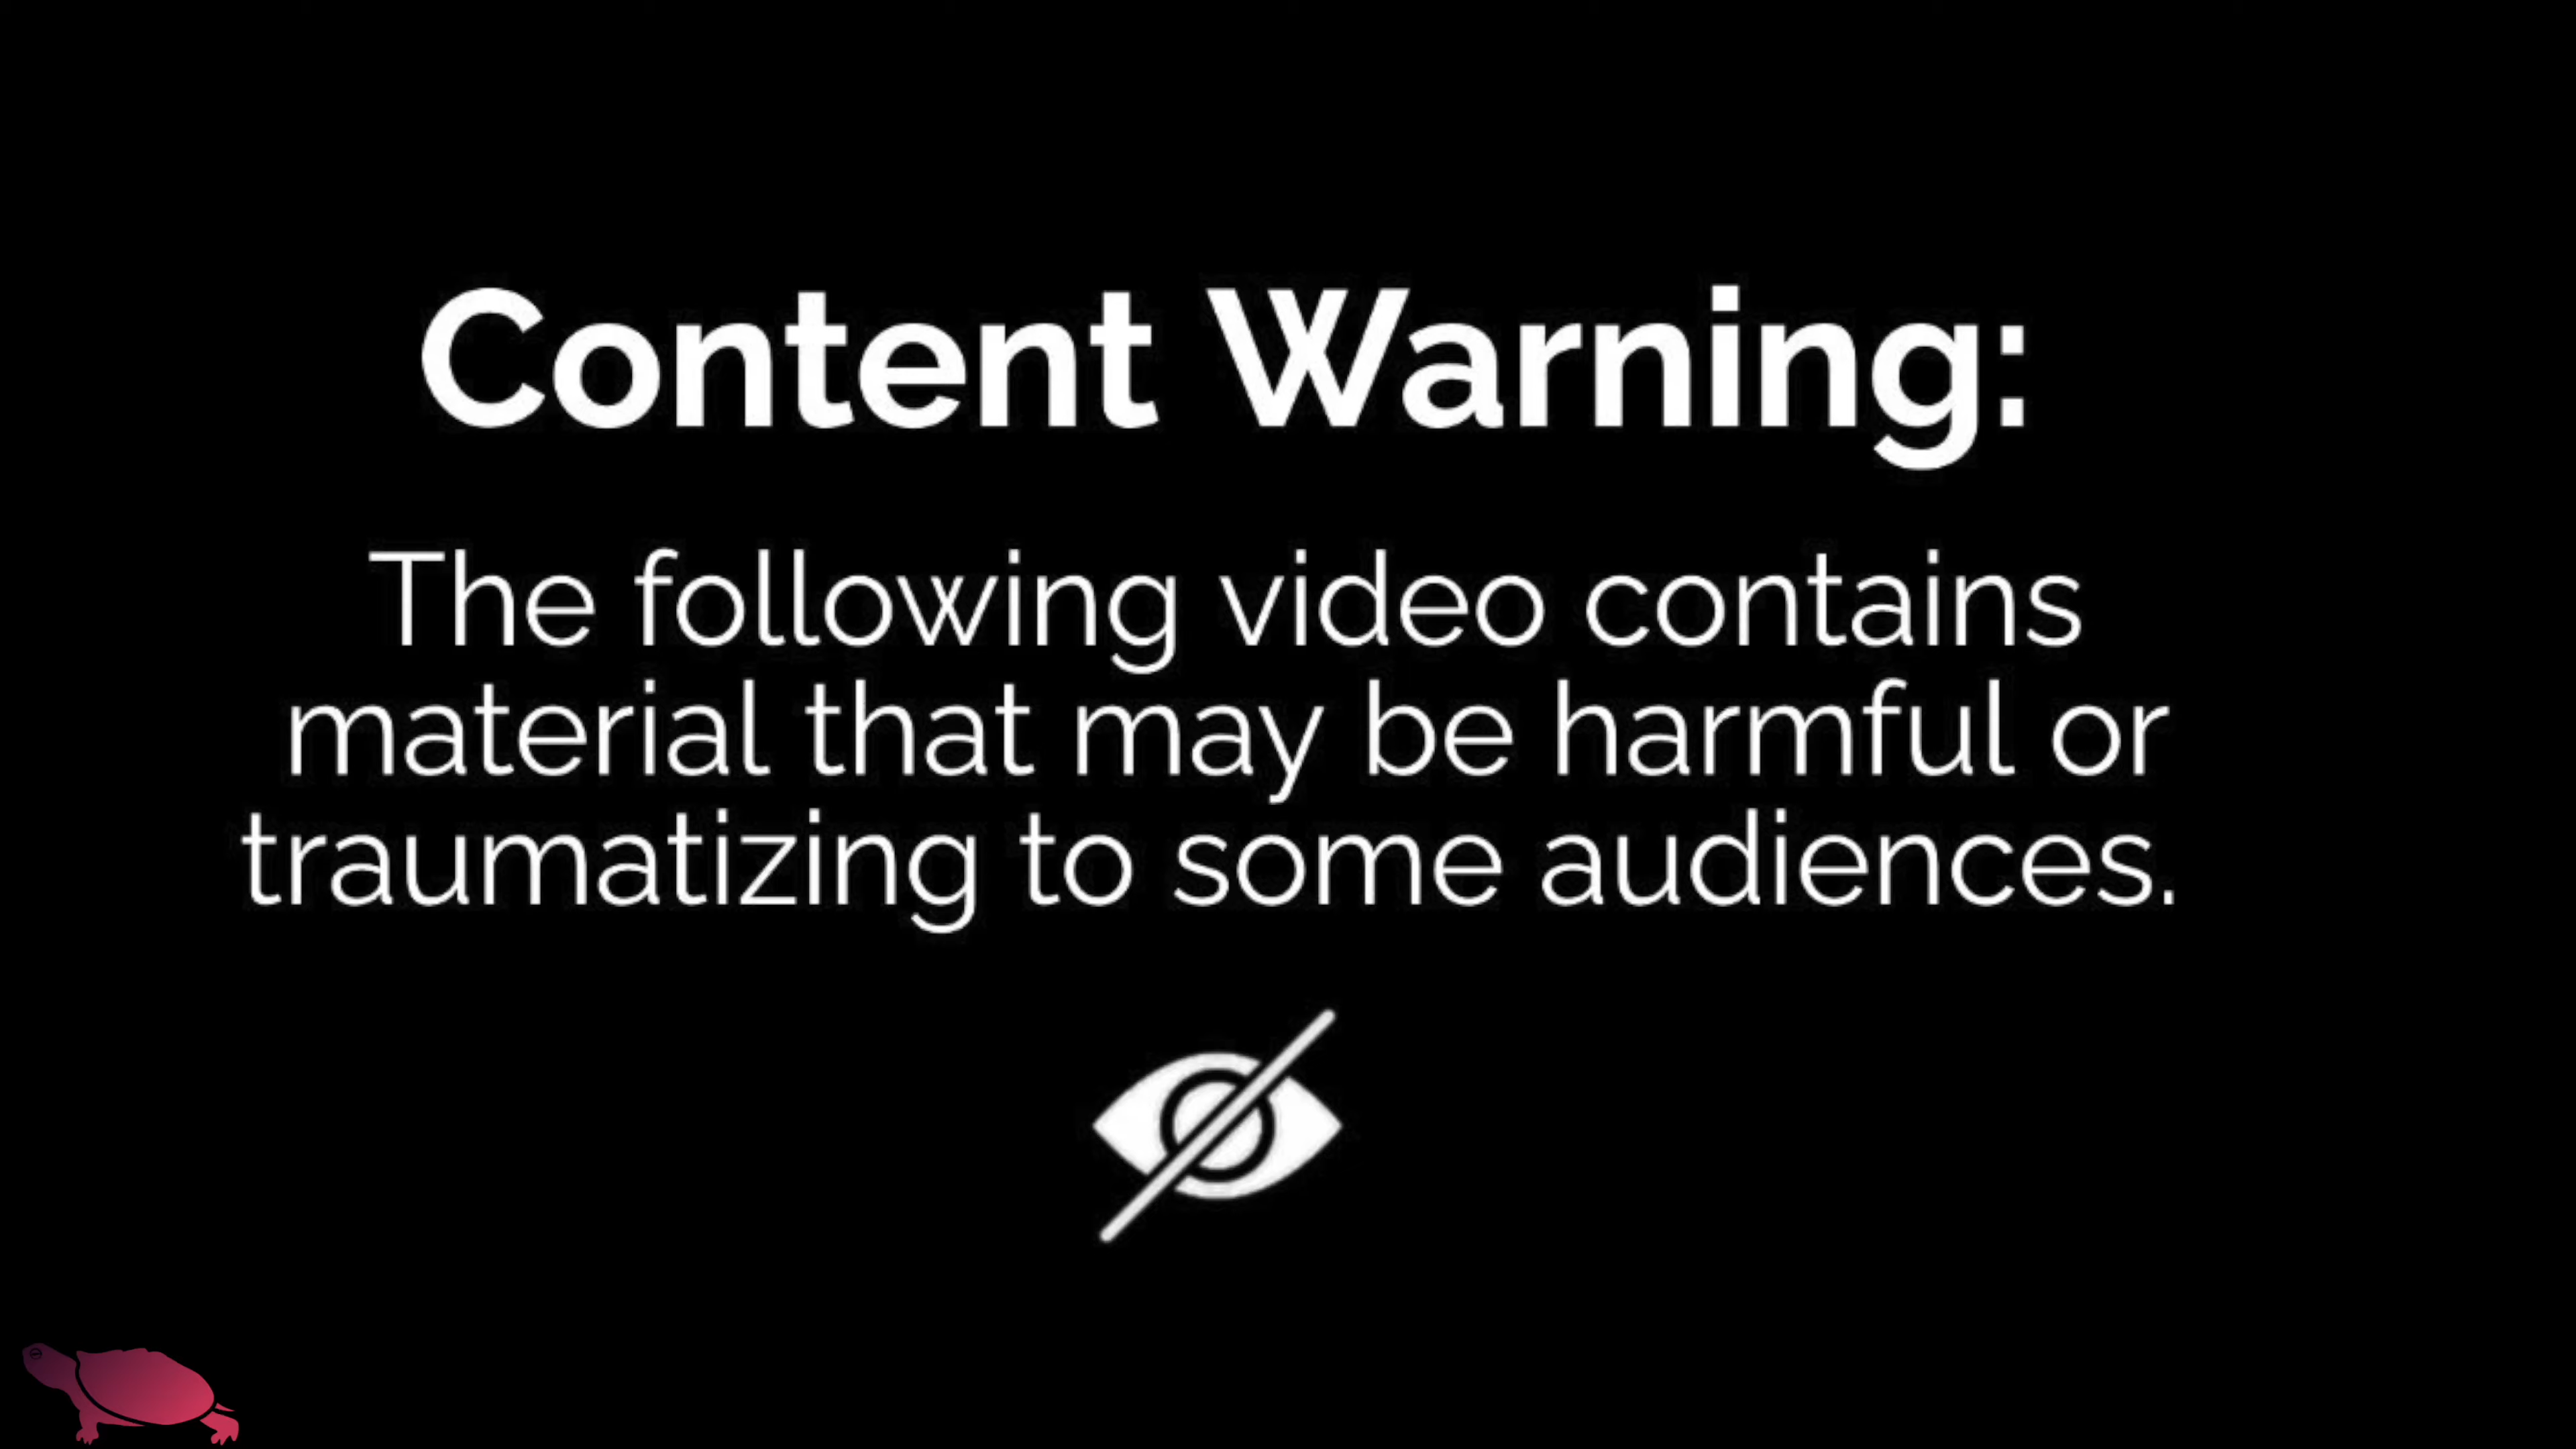 Content Warning:
The following video contains
material that may be harmful or
traumatizing to some audiences.